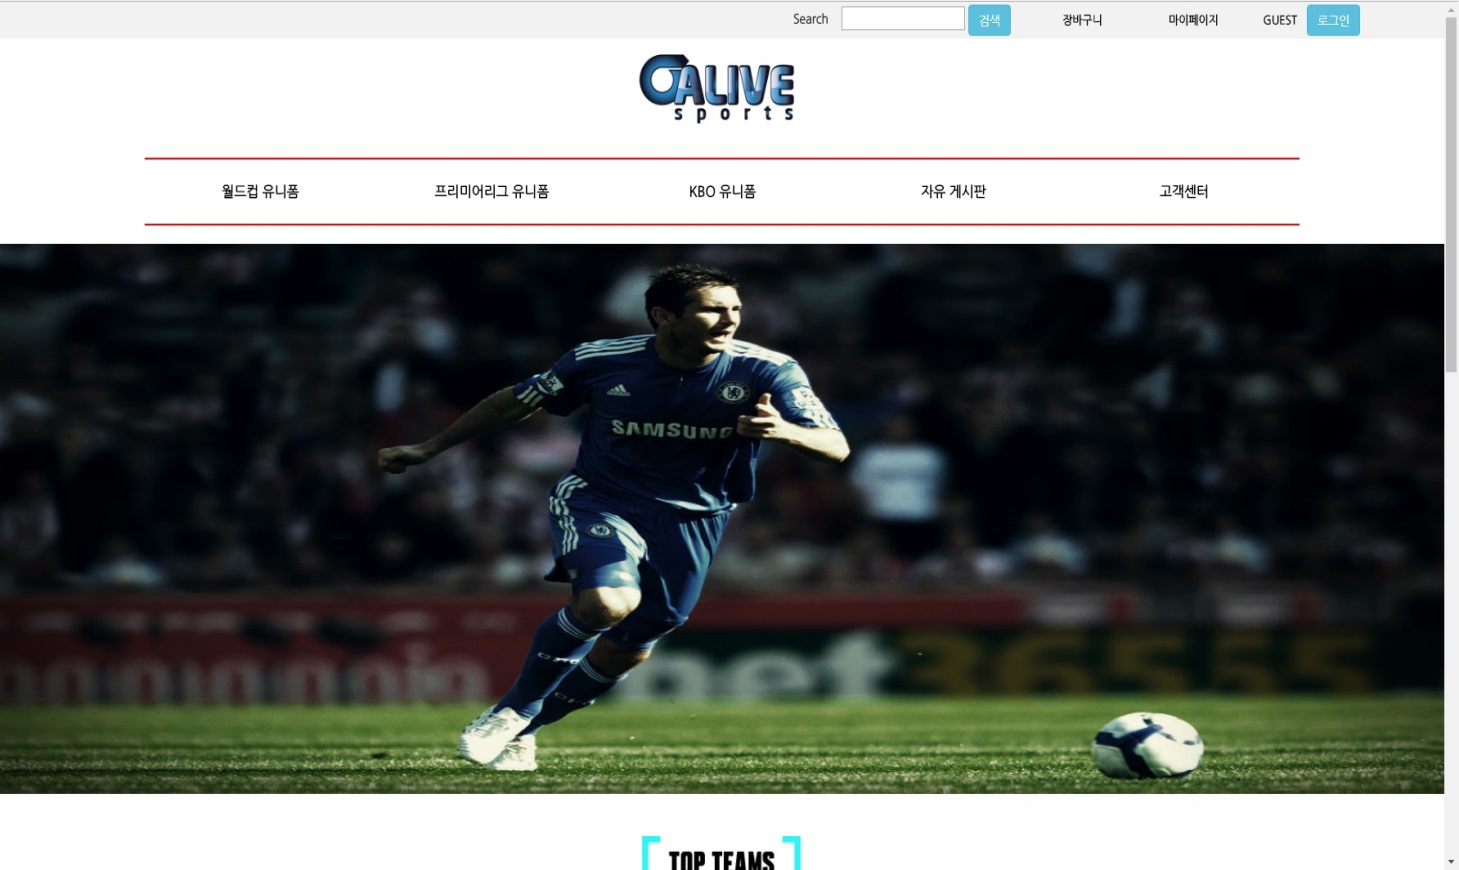 Search 검색 장바구니 마이페이지 GUEST 로그인
ALIVE
sports
월드컵 유니폼 프리미어리그 유니폼 KBO 유니폼 자유 게시판 고객센터
SAMSUNG
TOP TEAMS